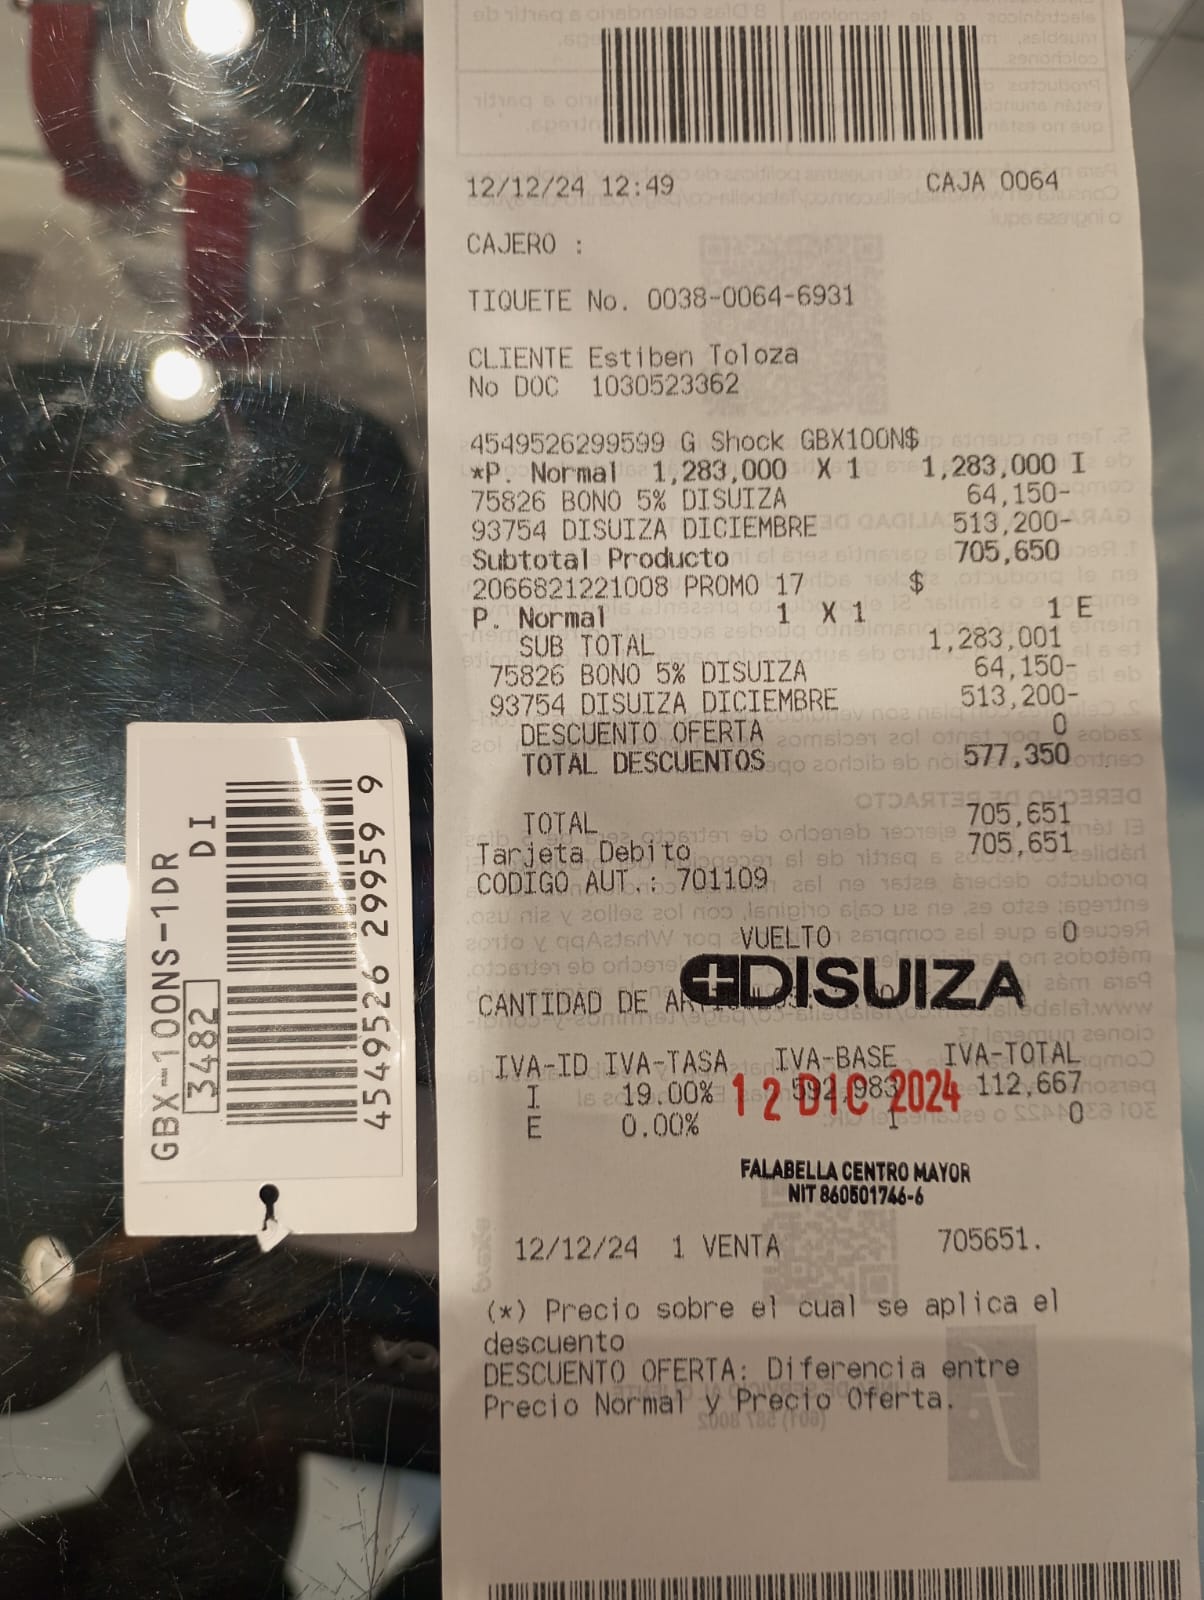 12/12/24 12:49 CAJA 0064
CAJERO :
TIQUETE No. 0038-0064-6931
CLIENTE Estiben Toloza
No DOC 1030523362
4549526299599 G Shock GBX100N$
*P. Normal 1,283,000 X 1 1,283,000 I
75826 BONO 5% DISUIZA 64,150-
93754 DISUIZA DICIEMBRE 513,200-
Subtotal Producto 705,650
2066821221008 PROMO 17 $
P. Normal 1 X 1 1 E
SUB TOTAL 1,283,001
75826 BONO 5% DISUIZA 64,150-
93754 DISUIZA DICIEMBRE 513,200-
DESCUENTO OFERTA 0
TOTAL DESCUENTOS 577,350
TOTAL 705,651
Tarjeta Debito 705,651
CODIGO AUT.: 701109
VUELTO 0
DISUIZA
CANTIDAD DE
IVA-ID IVA-TASA IVA-BASE IVA-TOTAL
I 19.00% 592,983 112,667
12 DIC 2024
E 0.00% 1 0
FALABELLA CENTRO MAYOR
NIT 860501746-6
12/12/24 1 VENTA 705651.
(*) Precio sobre el cual se aplica el
descuento
DESCUENTO OFERTA: Diferencia entre
Precio Normal y Precio Oferta.
GBX-100NS-1DR
DI
3482
4549526 29959 9